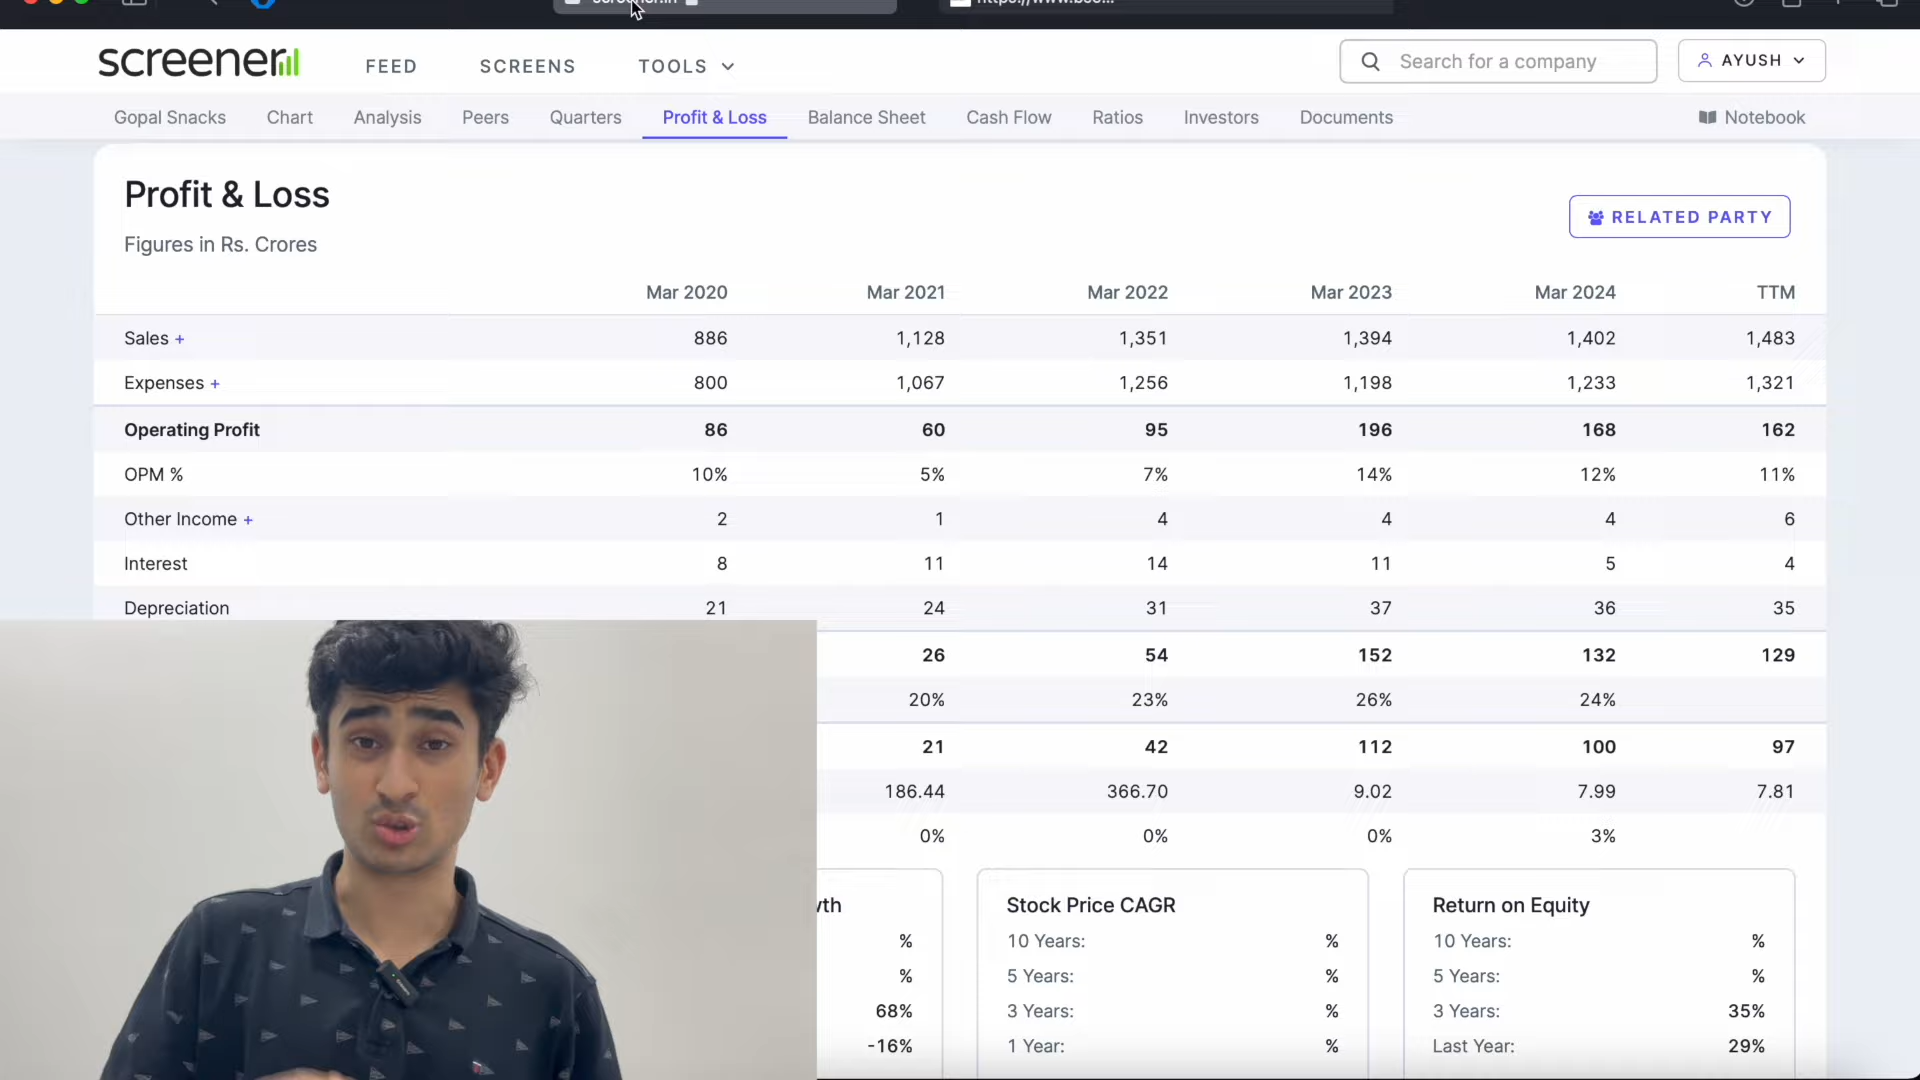 screener
FEED
SCREENS
TOOLS
Search for a company
AYUSH
Gopal Snacks
Chart
Analysis
Peers
Quarters
Profit & Loss
Balance Sheet
Cash Flow
Ratios
Investors
Documents
Notebook
Profit & Loss
RELATED PARTY
Figures in Rs. Crores
Mar 2020 Mar 2021 Mar 2022 Mar 2023 Mar 2024 TTM
Sales + 886 1,128 1,351 1,394 1,402 1,483
Expenses + 800 1,067 1,256 1,198 1,233 1,321
Operating Profit 86 60 95 196 168 162
OPM % 10% 5% 7% 14% 12% 11%
Other Income + 2 1 4 4 4 6
Interest 8 11 14 11 5 4
Depreciation 21 24 31 37 36 35
26 54 152 132 129
20% 23% 26% 24%
21 42 112 100 97
186.44 366.70 9.02 7.99 7.81
0% 0% 0% 3%
%
%
68%
-16%
Stock Price CAGR
10 Years: %
5 Years: %
3 Years: %
1 Year: %
Return on Equity
10 Years: %
5 Years: %
3 Years: 35%
Last Year: 29%